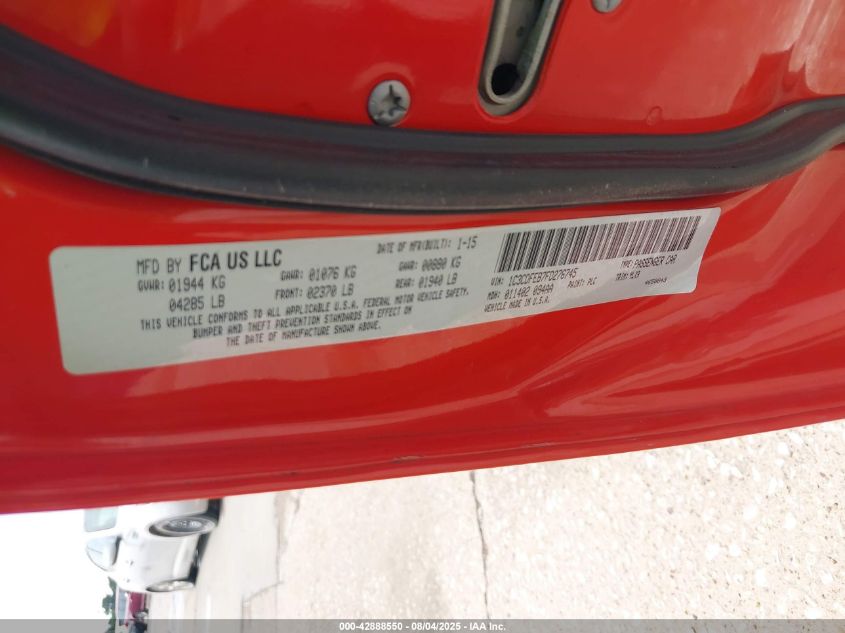 MFD BY FCA US LLC
DATE OF MFR(BUILT): 1-15
GVWR: 01944 KG
04285 LB
GAWR: 01076 KG
FRONT: 02370 LB
GAWR: 00880 KG
REAR: 01940 LB
THIS VEHICLE CONFORMS TO ALL APPLICABLE U.S.A. FEDERAL MOTOR VEHICLE SAFETY,
BUMPER AND THEFT PREVENTION STANDARDS IN EFFECT ON
THE DATE OF MANUFACTURE SHOWN ABOVE.
VIN: 1C3CDFEB7FD276745
TYPE: PASSENGER CAR
MDH: 011402 09AAA
PAINT: PLC
TRIM:
VEHICLE MADE IN U.S.A.
000-42888550 - 08/04/2025 - IAA Inc.